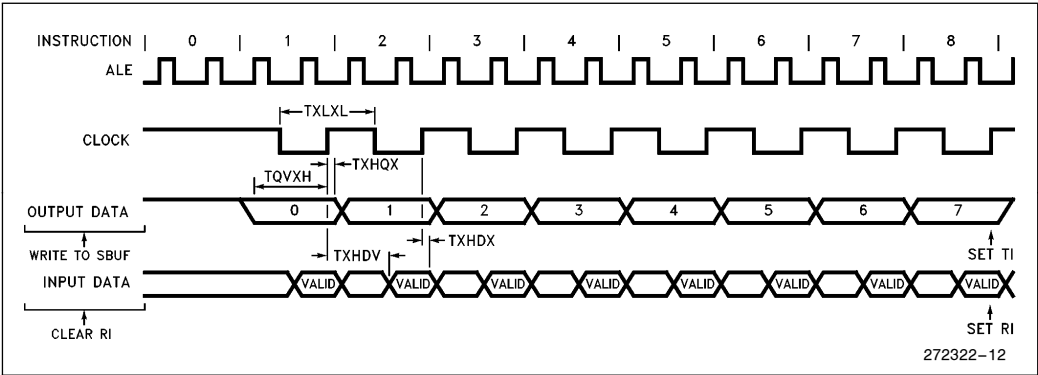 INSTRUCTION | 0 | 1 | 2 | 3 | 4 | 5 | 6 | 7 | 8 |
ALE
TXLXL
CLOCK
TXHQX
TQVXH
OUTPUT DATA 0 1 2 3 4 5 6 7
WRITE TO SBUF
TXHDV
TXHDX
SET TI
INPUT DATA VALID VALID VALID VALID VALID VALID VALID VALID
CLEAR RI
SET RI
272322-12